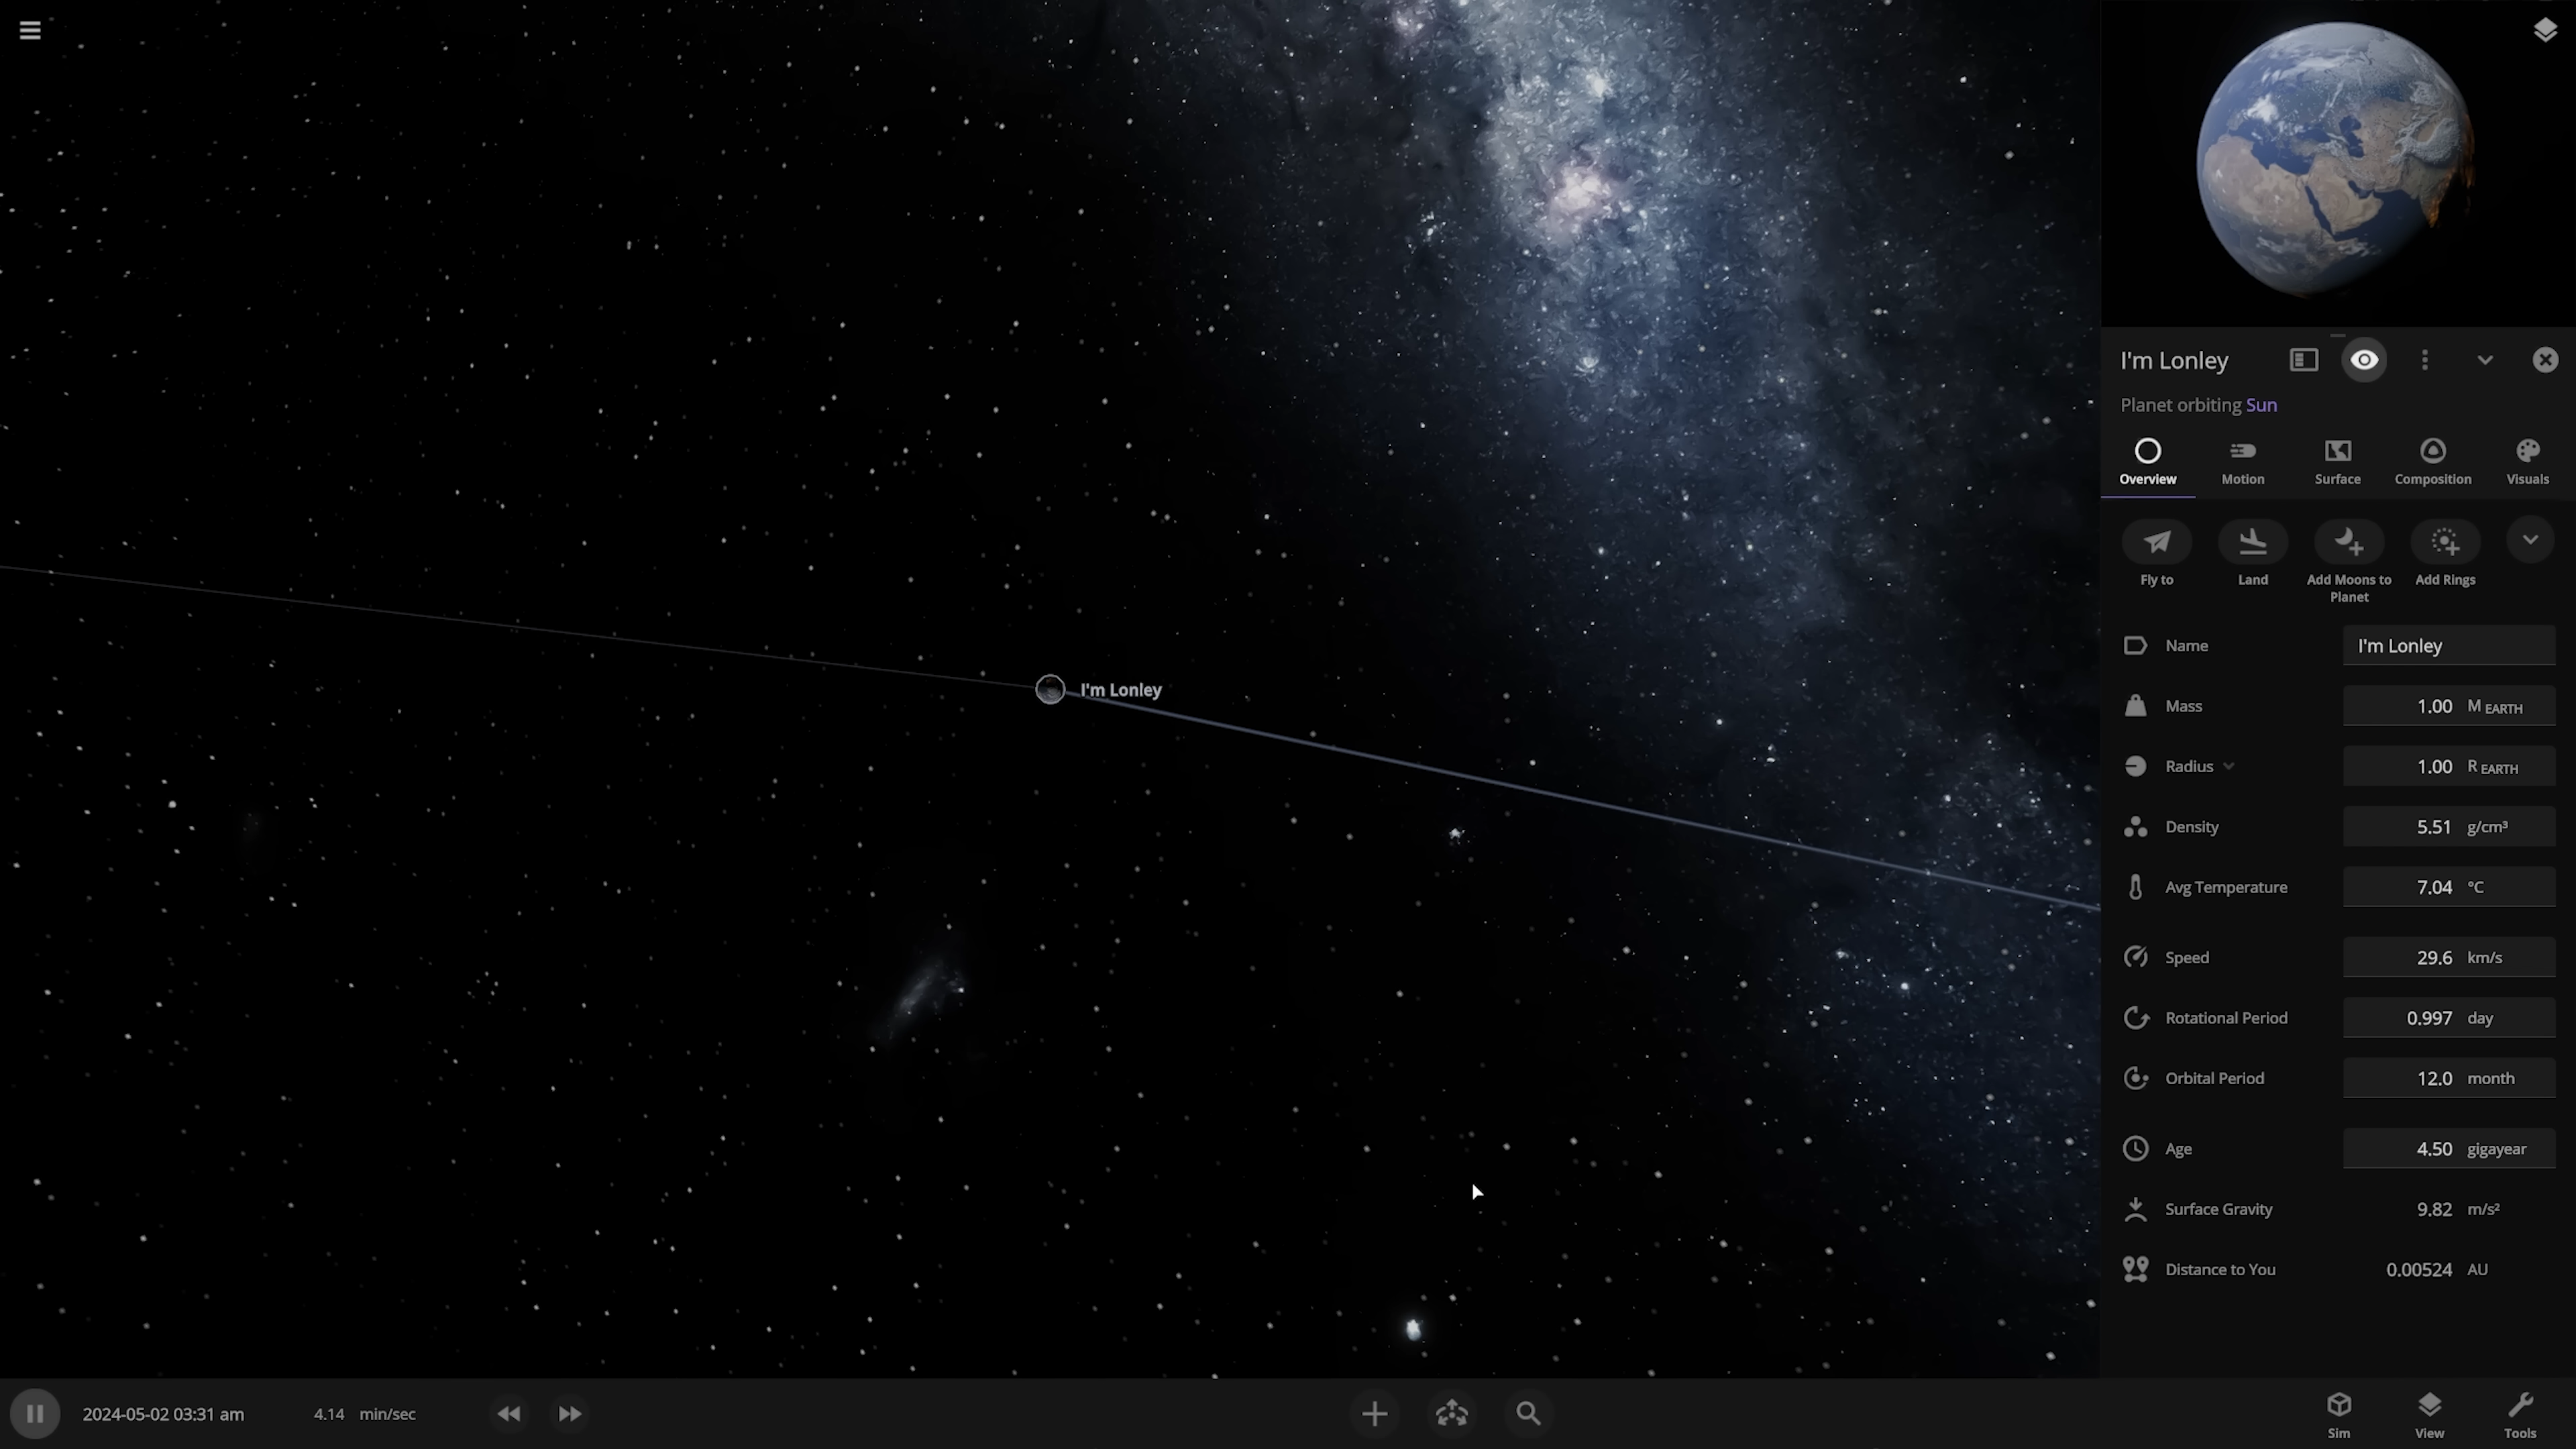 I'm Lonley
Planet orbiting Sun
Overview
Motion
Surface
Composition
Visuals
Fly to
Land
Add Moons to
Planet
Add Rings
Name I'm Lonley
Mass 1.00 M EARTH
Radius 1.00 R EARTH
Density 5.51 g/cm³
Avg Temperature 7.04 °C
Speed 29.6 km/s
Rotational Period 0.997 day
Orbital Period 12.0 month
Age 4.50 gigayear
Surface Gravity 9.82 m/s²
Distance to You 0.00524 AU
I'm Lonley
2024-05-02 03:31 am 4.14 min/sec
Sim
View
Tools